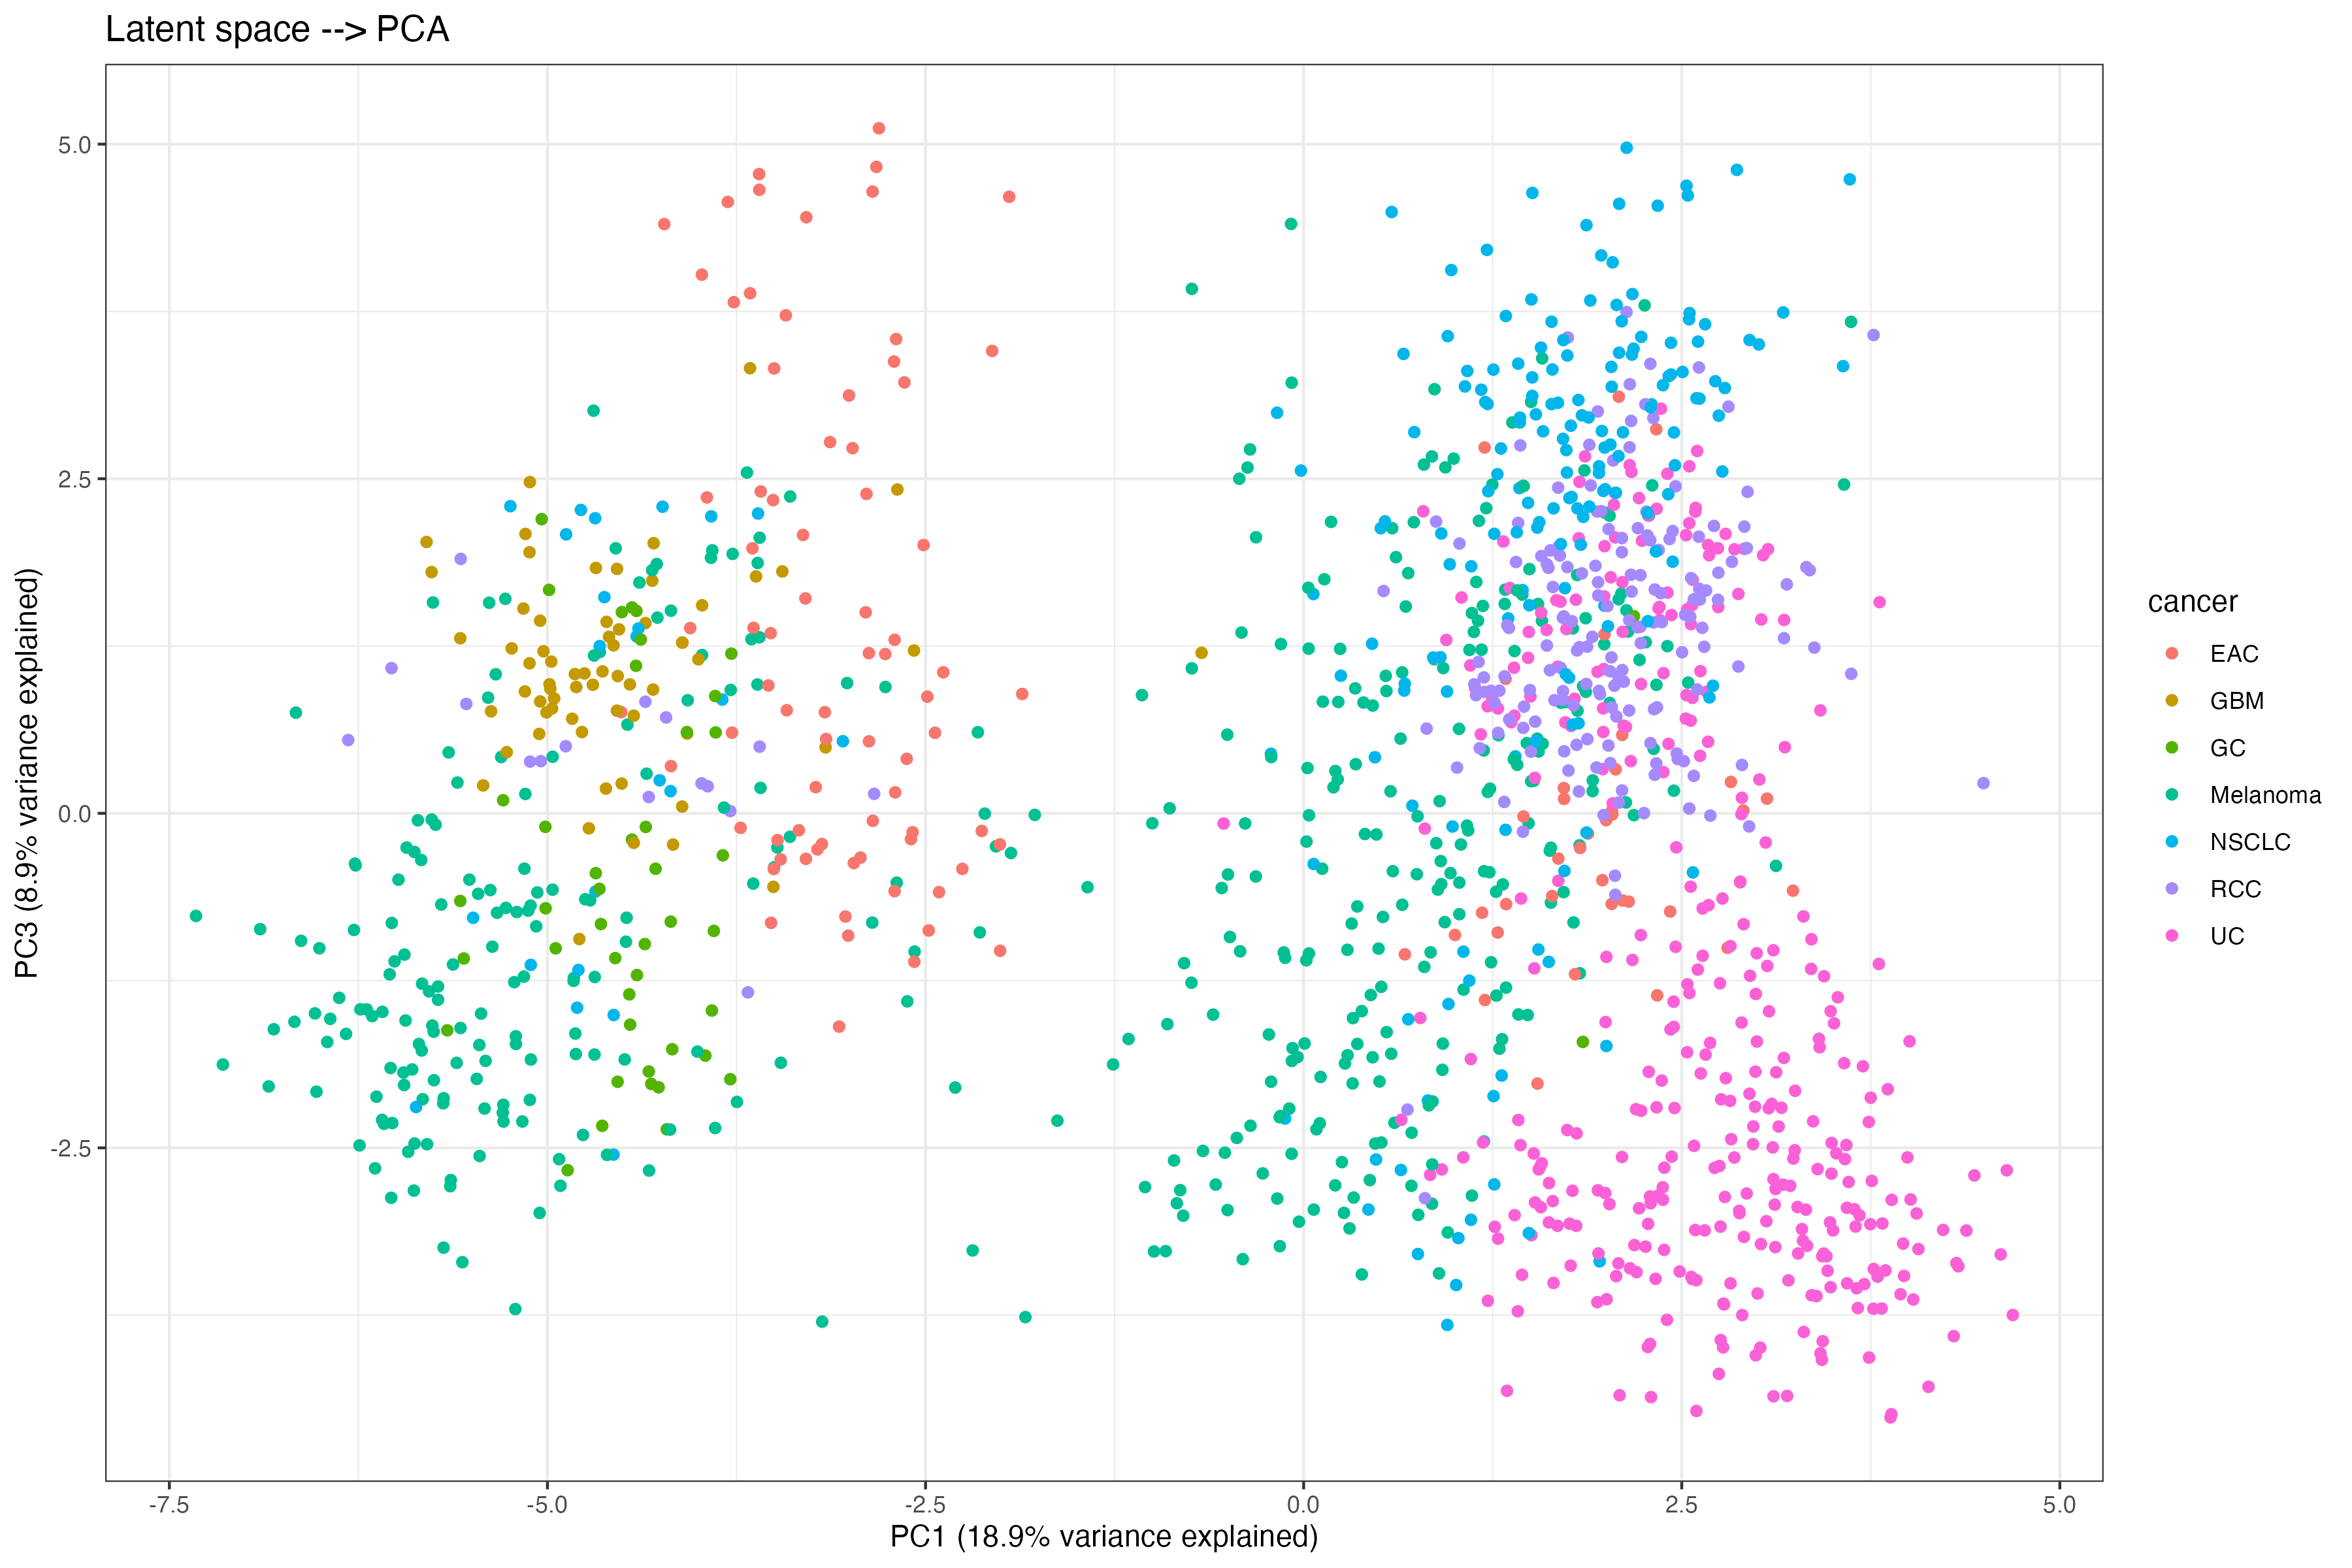 Latent space --> PCA
PC3 (8.9% variance explained)
5.0
2.5
0.0
-2.5
-7.5
-5.0
-2.5
0.0
2.5
5.0
PC1 (18.9% variance explained)
cancer
EAC
GBM
GC
Melanoma
NSCLC
RCC
UC